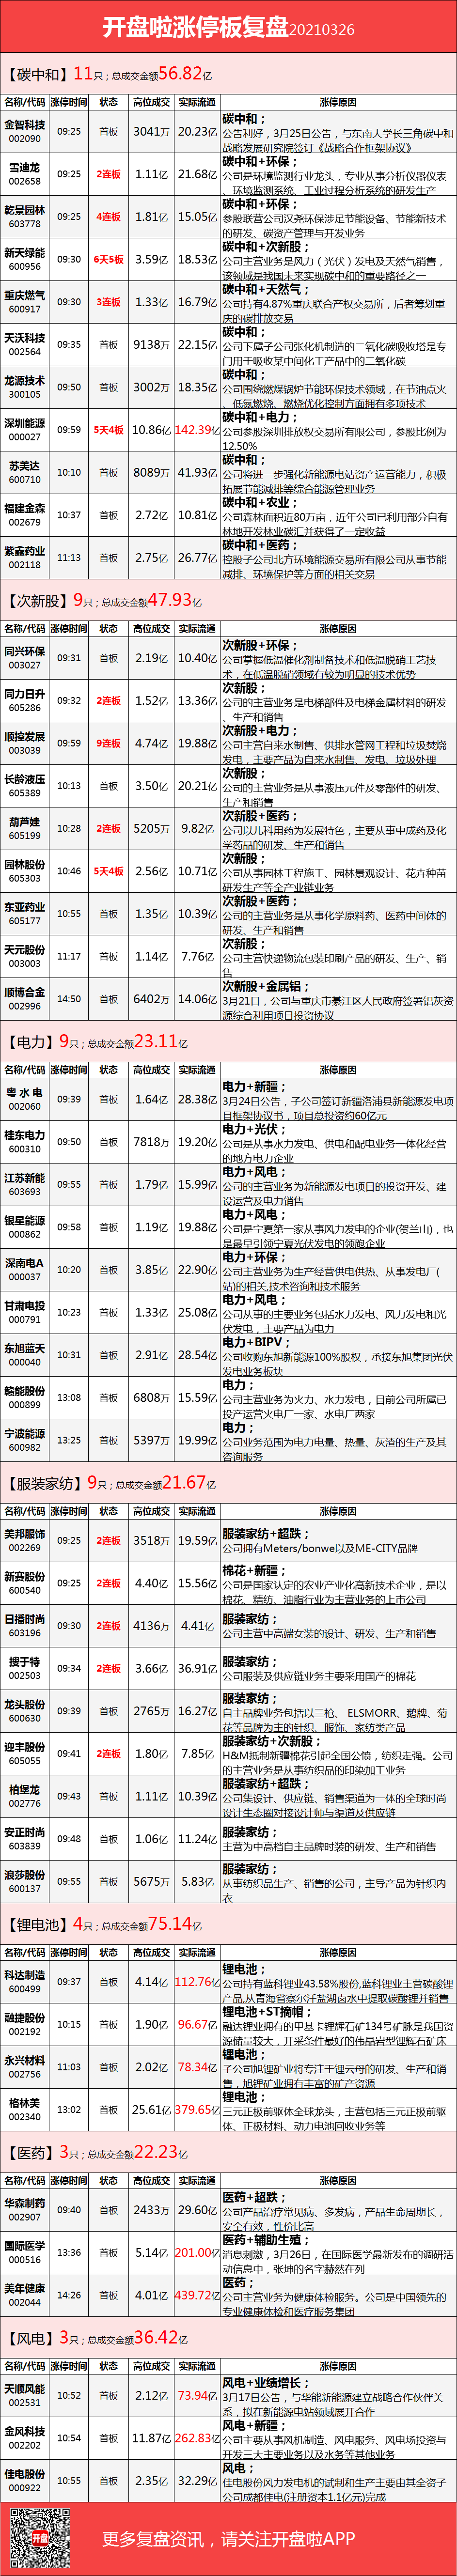 开盘啦涨停板复盘20210326
【碳中和】11只；总成交金额56.82亿
名称/代码 涨停时间 状态 高位成交 实际流通 涨停原因
金智科技 002090 09:25 首板 3041万 20.23亿 碳中和；
公告利好，3月25日公告，与东南大学长三角碳中和
战略发展研究院签订《战略合作框架协议》
雪迪龙 002658 09:25 2连板 1.11亿 21.68亿 碳中和+环保；
公司是环境监测行业龙头，专业从事分析仪器仪表
、环境监测系统、工业过程分析系统的研发生产
乾景园林 603778 09:25 4连板 1.81亿 15.05亿 碳中和+环保；
参股联营公司汉尧环保涉足节能设备、节能新技术
的研发、碳资产管理与开发业务
新天绿能 600956 09:30 6天5板 3.59亿 18.53亿 碳中和+次新股；
公司主营业务是风力（光伏）发电及天然气销售，
该领域是我国未来实现碳中和的重要路径之一
重庆燃气 600917 09:30 3连板 1.33亿 16.79亿 碳中和+天然气；
公司持有4.87%重庆联合产权交易所，后者筹划重
庆的碳排放交易
天沃科技 002564 09:35 首板 9138万 22.15亿 碳中和；
公司下属子公司张化机制造的二氧化碳吸收塔是专
门用于吸收某中间化工产品中的二氧化碳
龙源技术 300105 09:50 首板 3002万 18.35亿 碳中和；
公司围绕燃煤锅炉节能环保技术领域，在节油点火
、低氮燃烧、燃烧优化控制方面拥有多项技术
深圳能源 000027 09:59 5天4板 10.86亿 142.39亿 碳中和+电力；
公司参股深圳排放权交易所有限公司，参股比例为
12.50%
苏美达 600710 10:10 首板 8089万 41.93亿 碳中和；
公司将进一步强化新能源电站资产运营能力，积极
拓展节能减排等综合能源管理业务
福建金森 002679 10:37 首板 2.72亿 10.81亿 碳中和+农业；
公司森林面积近80万亩，近年公司已利用部分自有
林地开发林业碳汇并获得了一定收益
紫鑫药业 002118 11:13 首板 2.75亿 26.77亿 碳中和+医药；
控股子公司北方环境能源交易所有限公司从事节能
减排、环境保护等方面的相关交易
【次新股】9只；总成交金额47.93亿
名称/代码 涨停时间 状态 高位成交 实际流通 涨停原因
同兴环保 003027 09:31 首板 2.19亿 10.40亿 次新股+环保；
公司掌握低温催化剂制备技术和低温脱硝工艺技
术，在低温脱硝领域有较为明显的技术优势
同力日升 605286 09:32 2连板 1.52亿 13.36亿 次新股；
公司的主营业务是电梯部件及电梯金属材料的研发
、生产和销售
顺控发展 003039 09:59 9连板 4.74亿 19.88亿 次新股+电力；
公司主营自来水制售、供排水管网工程和垃圾焚烧
发电，主要产品为自来水制售、发电、垃圾处理
长龄液压 605389 10:13 首板 3.50亿 20.21亿 次新股；
公司的主营业务是从事液压元件及零部件的研发、
生产和销售
葫芦娃 605199 10:28 2连板 5205万 9.82亿 次新股+医药；
公司以儿科用药为发展特色，主要从事中成药及化
学药品的研发、生产和销售
园林股份 605303 10:46 5天4板 2.56亿 10.71亿 次新股；
公司从事园林工程施工、园林景观设计、花卉种苗
研发生产等全产业链业务
东亚药业 605177 10:55 首板 1.35亿 10.39亿 次新股+医药；
公司的主营业务是从事化学原料药、医药中间体的
研发、生产和销售
天元股份 003003 11:17 首板 1.14亿 7.76亿 次新股；
公司主营快递物流包装印刷产品的研发、生产、销
售
顺博合金 002996 14:50 首板 6402万 14.06亿 次新股+金属铝；
3月21日，公司与重庆市綦江区人民政府签署铝灰资
源综合利用项目投资协议
【电力】9只；总成交金额23.11亿
名称/代码 涨停时间 状态 高位成交 实际流通 涨停原因
粤 水 电 002060 09:39 首板 1.64亿 28.38亿 电力+新疆；
3月24日公告，子公司签订新疆洛浦县新能源发电项
目框架协议书，项目总投资约60亿元
桂东电力 600310 09:50 首板 7818万 19.20亿 电力+光伏；
公司是从事水力发电、供电和配电业务一体化经营
的地方电力企业
江苏新能 603693 09:55 首板 1.79亿 15.99亿 电力+风电；
公司的主营业务为新能源发电项目的投资开发、建
设运营及电力销售
银星能源 000862 09:58 首板 1.19亿 19.88亿 电力+风电；
公司是宁夏第一家从事风力发电的企业(贺兰山)，也
是最早引领宁夏光伏发电的领跑企业
深南电A 000037 10:20 首板 3.85亿 22.90亿 电力+环保；
公司主营业务为生产经营供电供热、从事发电厂(
站)的相关.技术咨询和技术服务
甘肃电投 000791 10:23 首板 1.33亿 25.08亿 电力+风电；
公司从事的主要业务包括水力发电、风力发电和光
伏发电，主要产品为电力
东旭蓝天 000040 10:31 首板 2.91亿 28.54亿 电力+BIPV；
公司收购东旭新能源100%股权，承接东旭集团光伏
发电业务板块
赣能股份 000899 13:08 首板 6808万 15.59亿 电力；
公司主营业务为火力、水力发电，目前公司所属已
投产运营火电厂一家、水电厂两家
宁波能源 600982 13:25 首板 5397万 19.99亿 电力；
公司业务范围为电力电量、热量、灰渣的生产及其
咨询服务
【服装家纺】9只；总成交金额21.67亿
名称/代码 涨停时间 状态 高位成交 实际流通 涨停原因
美邦服饰 002269 09:25 2连板 3518万 19.59亿 服装家纺+超跌；
公司拥有Meters/bonwe以及ME-CITY品牌
新赛股份 600540 09:25 2连板 4.40亿 15.56亿 棉花+新疆；
公司是国家认定的农业产业化高新技术企业，是以
棉花、精纺、油脂行业为主营业务的上市公司
日播时尚 603196 09:30 2连板 4136万 4.41亿 服装家纺；
公司主营中高端女装的设计、研发、生产和销售
搜于特 002503 09:34 2连板 3.66亿 36.91亿 服装家纺；
公司服装及供应链业务主要采用国产的棉花
龙头股份 600630 09:39 首板 2765万 16.27亿 服装家纺；
自主品牌业务包括以三枪、 ELSMORR、鹅牌、菊
花等品牌为主的针织、服饰、家纺类产品
迎丰股份 605055 09:41 2连板 1.80亿 7.85亿 服装家纺+次新股；
H&M抵制新疆棉花引起全国公愤，纺织走强。公司
的主营业务是从事纺织品的印染加工业务
柏堡龙 002776 09:43 首板 1.11亿 10.39亿 服装家纺+超跌；
公司集设计、供应链、销售渠道为一体的全球时尚
设计生态圈对接设计师与渠道及供应链
安正时尚 603839 09:48 首板 1.06亿 11.24亿 服装家纺；
主营为中高档自主品牌时装的研发、生产和销售
浪莎股份 600137 09:55 首板 5675万 5.83亿 服装家纺；
从事纺织品生产、销售的公司，主导产品为针织内
衣
【锂电池】4只；总成交金额75.14亿
名称/代码 涨停时间 状态 高位成交 实际流通 涨停原因
科达制造 600499 09:37 首板 4.14亿 112.76亿 锂电池；
公司持有蓝科锂业43.58%股份,蓝科锂业主营碳酸锂
产品,从青海省察尔汗盐湖卤水中提取碳酸锂并销售
融捷股份 002192 10:15 首板 1.90亿 96.67亿 锂电池+ST摘帽；
融达锂业拥有的甲基卡锂辉石矿134号矿脉是我国资
源储量较大，开采条件最好的伟晶岩型锂辉石矿床
永兴材料 002756 11:03 首板 2.02亿 78.34亿 锂电池；
子公司旭锂矿业将专注于锂云母的研发、生产和销
售，旭锂矿业拥有丰富的矿产资源
格林美 002340 13:02 首板 25.61亿 379.65亿 锂电池；
三元正极前驱体全球龙头，主营包括三元正极前驱
体、正极材料、动力电池回收业务等
【医药】3只；总成交金额22.23亿
名称/代码 涨停时间 状态 高位成交 实际流通 涨停原因
华森制药 002907 09:40 首板 2433万 29.60亿 医药+超跌；
公司产品治疗常见病、多发病，产品生命周期长，
安全有效，性价比高
国际医学 000516 13:36 首板 5.14亿 201.00亿 医药+辅助生殖；
消息刺激，3月26日，在国际医学最新发布的调研活
动信息中，张坤的名字赫然在列
美年健康 002044 14:26 首板 4.01亿 439.72亿 医药；
公司主营业务为健康体检服务。公司是中国领先的
专业健康体检和医疗服务集团
【风电】3只；总成交金额36.42亿
名称/代码 涨停时间 状态 高位成交 实际流通 涨停原因
天顺风能 002531 10:52 首板 2.12亿 73.94亿 风电+业绩增长；
3月17日公告，与华能新能源建立战略合作伙伴关
系，拟在新能源电站领域展开合作
金风科技 002202 10:54 首板 11.87亿 262.83亿 风电+新疆；
公司主要从事风机制造、风电服务、风电场投资与
开发三大主要业务以及水务等其他业务
佳电股份 000922 10:55 首板 2.35亿 32.29亿 风电；
佳电股份风力发电机的试制和生产主要由其全资子
公司成都佳电(注册资本1.1亿元)完成
开盘
更多复盘资讯，请关注开盘啦APP